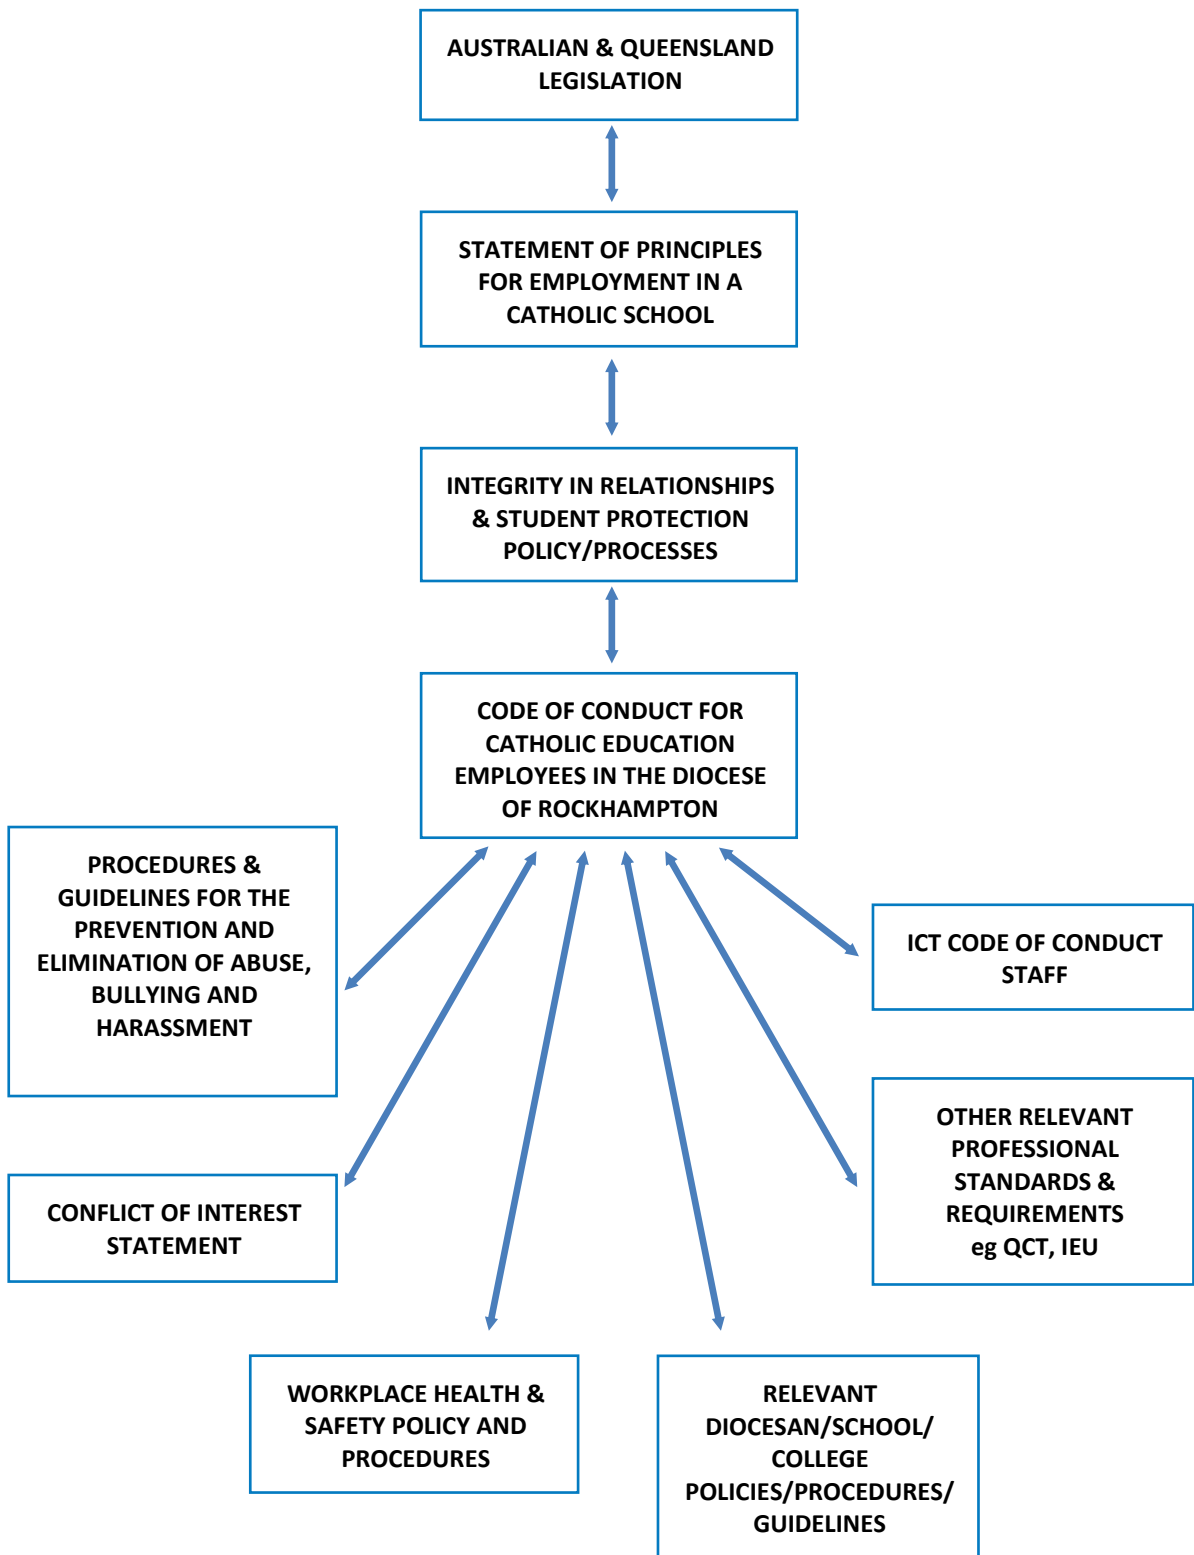 AUSTRALIAN & QUEENSLAND
LEGISLATION
STATEMENT OF PRINCIPLES
FOR EMPLOYMENT IN A
CATHOLIC SCHOOL
INTEGRITY IN RELATIONSHIPS
& STUDENT PROTECTION
POLICY/PROCESSES
CODE OF CONDUCT FOR
CATHOLIC EDUCATION
EMPLOYEES IN THE DIOCESE
OF ROCKHAMPTON
PROCEDURES &
GUIDELINES FOR THE
PREVENTION AND
ELIMINATION OF ABUSE,
BULLYING AND
HARASSMENT
ICT CODE OF CONDUCT
STAFF
OTHER RELEVANT
PROFESSIONAL
STANDARDS &
REQUIREMENTS
eg QCT, IEU
CONFLICT OF INTEREST
STATEMENT
WORKPLACE HEALTH &
SAFETY POLICY AND
PROCEDURES
RELEVANT
DIOCESAN/SCHOOL/
COLLEGE
POLICIES/PROCEDURES/
GUIDELINES